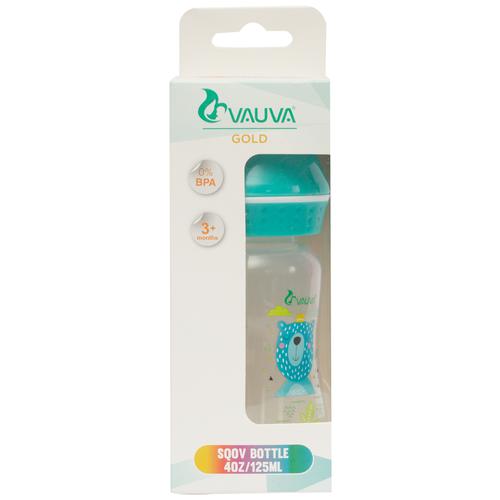 VAUVA®
GOLD
0%
BPA
3+
months
VAUVA
SQOV BOTTLE
4OZ/125ML